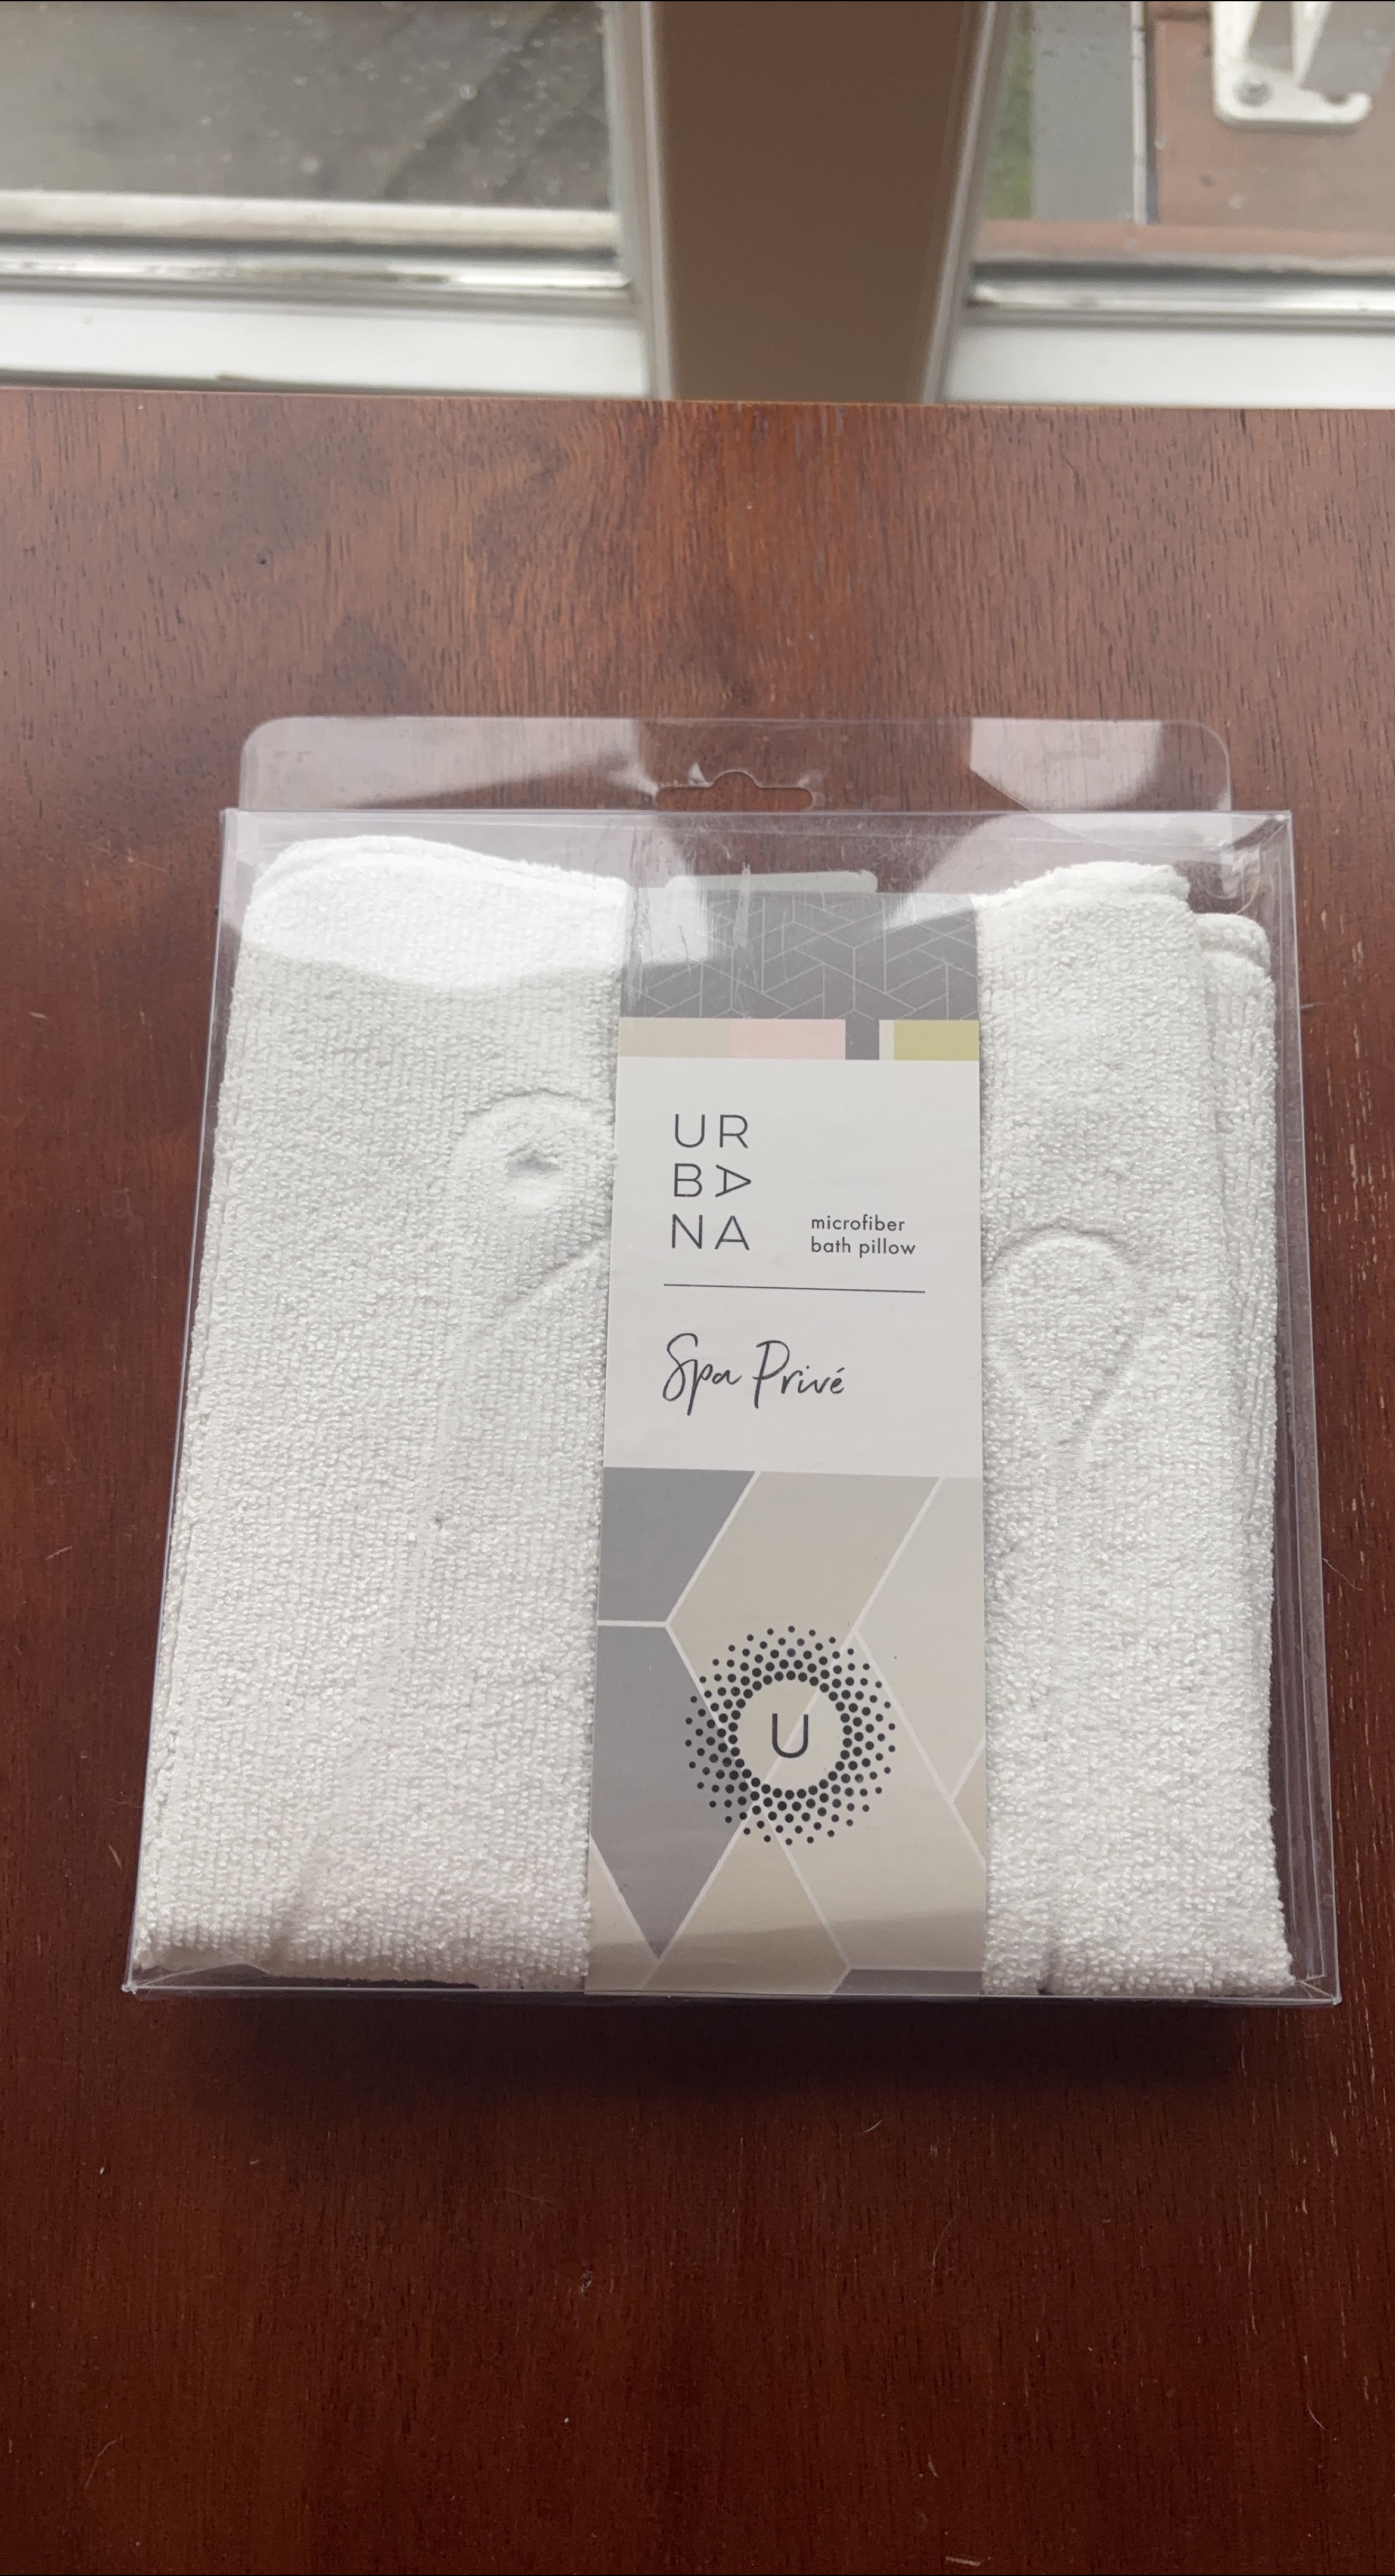 UR
BA
NA
microfiber
bath pillow
Spa Privé
U